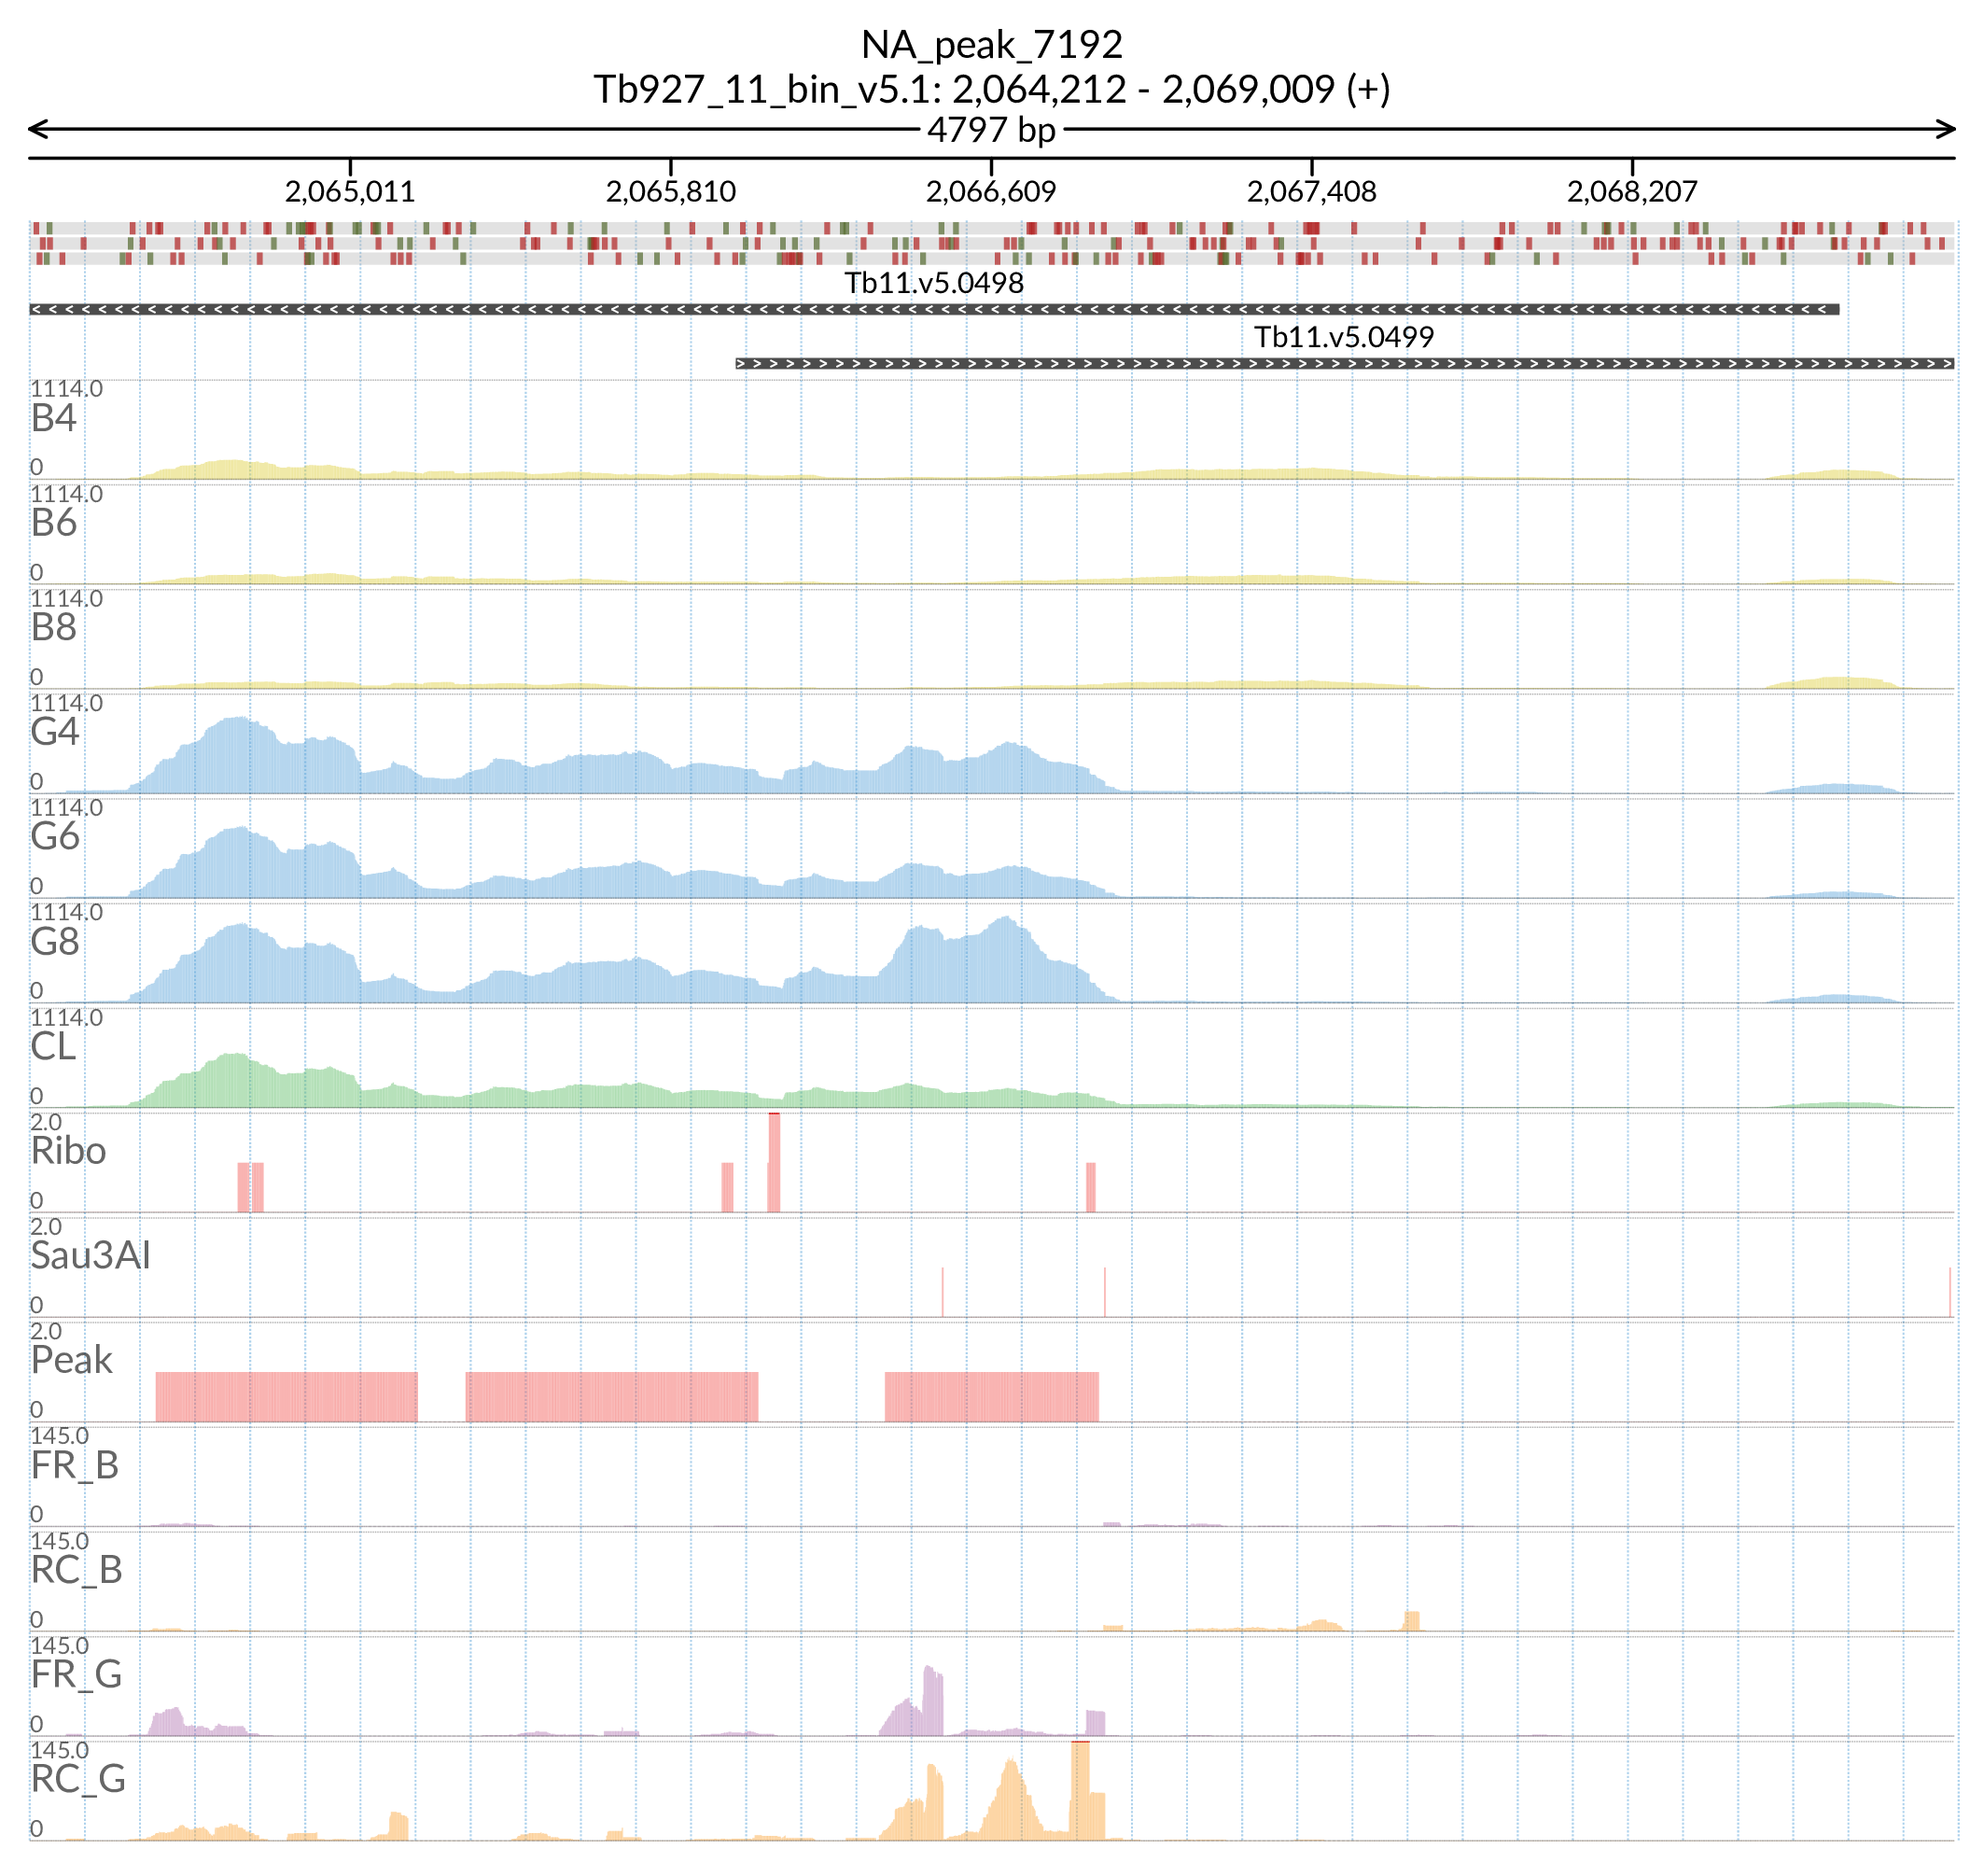 NA_peak_7192
Tb927_11_bin_v5.1: 2,064,212 - 2,069,009 (+)
4797 bp
2,065,011 2,065,810 2,066,609 2,067,408 2,068,207
Tb11.v5.0498
Tb11.v5.0499
1114.0
B4
0
1114.0
B6
0
1114.0
B8
0
1114.0
G4
0
1114.0
G6
0
1114.0
G8
0
1114.0
CL
0
2.0
Ribo
0
2.0
Sau3AI
0
2.0
Peak
0
145.0
FR_B
0
145.0
RC_B
0
145.0
FR_G
0
145.0
RC_G
0